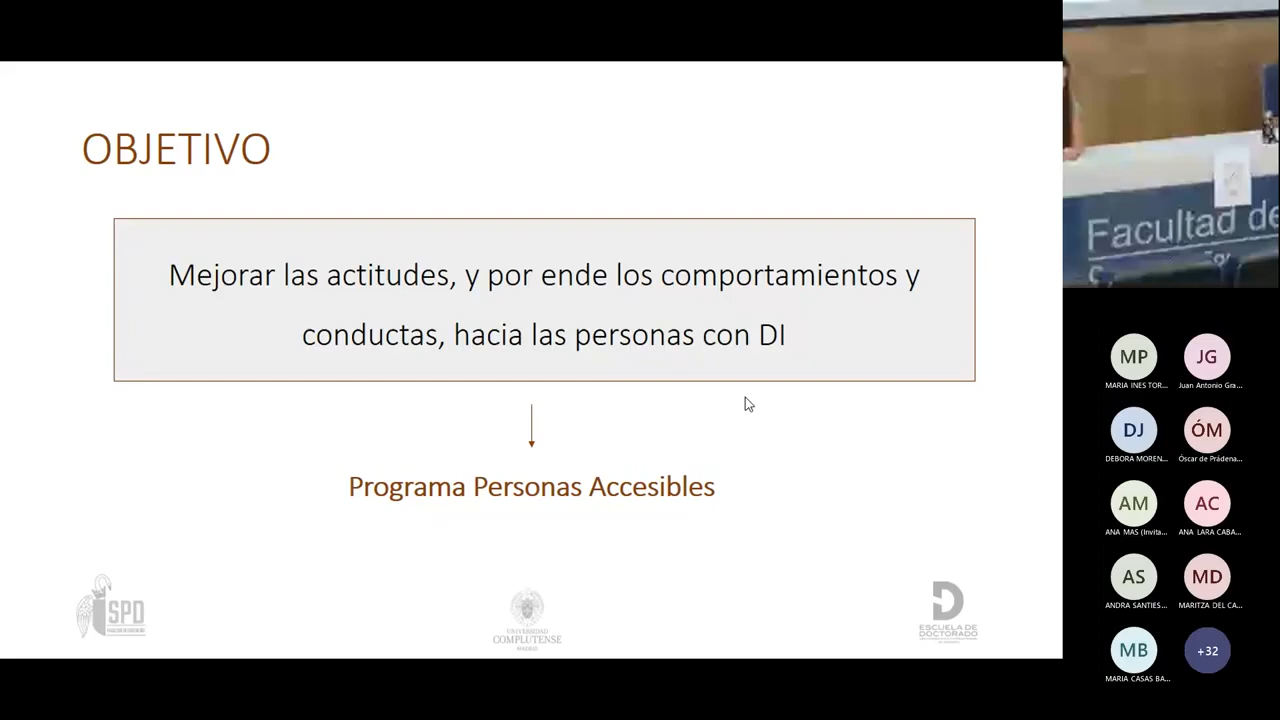 OBJETIVO
Mejorar las actitudes, y por ende los comportamientos y
conductas, hacia las personas con DI
Programa Personas Accesibles
SPD
UNIVERSIDAD
COMPLUTENSE
MADRID
ESCUELA DE
DOCTORADO
Facultad de
MP
MARIA INES TOR...
JG
Juan Antonio Gra...
DJ
DEBORA MOREN...
ÓM
Óscar de Prádena...
AM
ANA MAS (Invita...
AC
ANA LARA CABA...
AS
ANDRA SANTIES...
MD
MARITZA DEL CA...
MB
MARIA CASAS BA...
+32